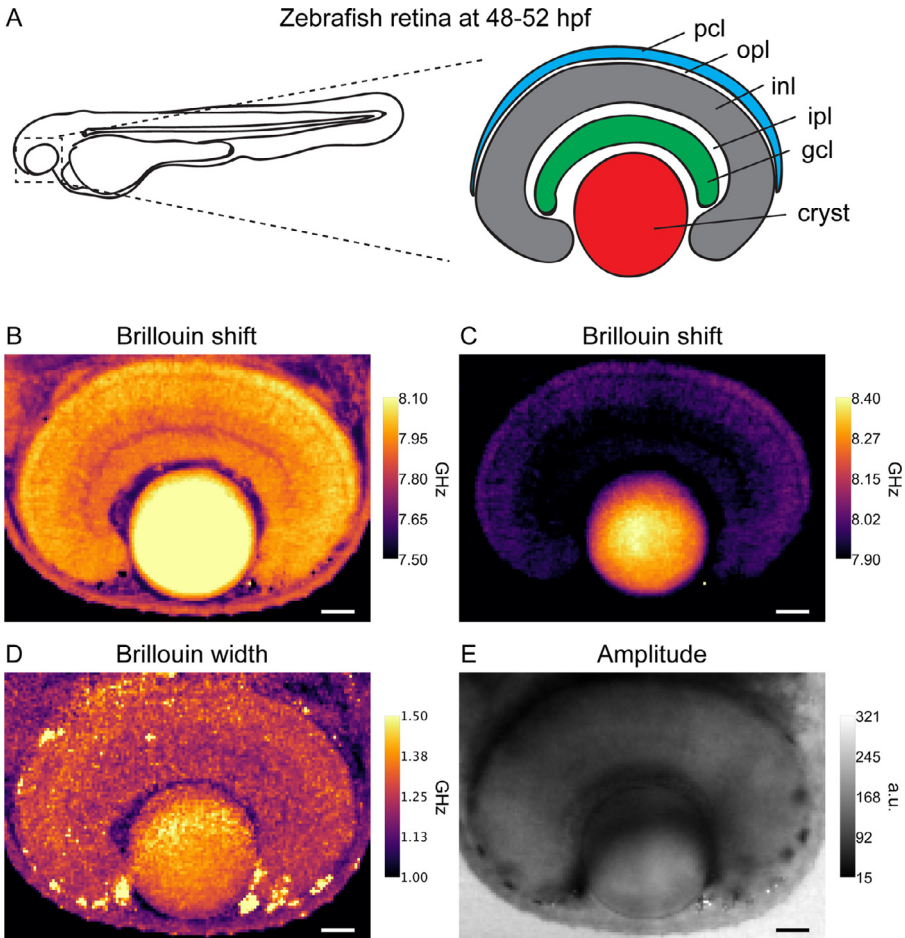 A
Zebrafish retina at 48-52 hpf
pcl
opl
inl
ipl
gcl
cryst
B
Brillouin shift
8.10
7.95
7.80
7.65
7.50
GHz
C
Brillouin shift
8.40
8.27
8.15
8.02
7.90
GHz
D
Brillouin width
1.50
1.38
1.25
1.13
1.00
GHz
E
Amplitude
321
245
168
92
15
a.u.